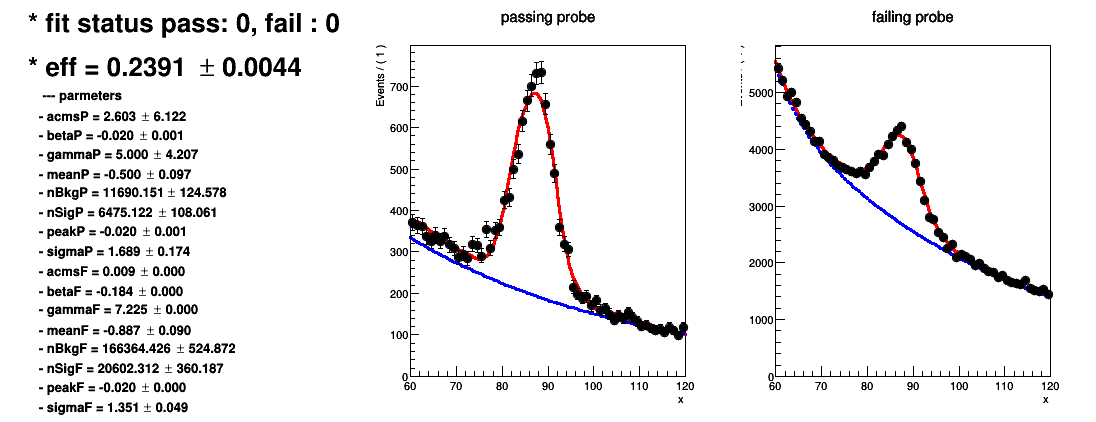 * fit status pass: 0, fail : 0
* eff = 0.2391 ± 0.0044
--- parmeters
- acmsP = 2.603 ± 6.122
- betaP = -0.020 ± 0.001
- gammaP = 5.000 ± 4.207
- meanP = -0.500 ± 0.097
- nBkgP = 11690.151 ± 124.578
- nSigP = 6475.122 ± 108.061
- peakP = -0.020 ± 0.001
- sigmaP = 1.689 ± 0.174
- acmsF = 0.009 ± 0.000
- betaF = -0.184 ± 0.000
- gammaF = 7.225 ± 0.000
- meanF = -0.887 ± 0.090
- nBkgF = 166364.426 ± 524.872
- nSigF = 20602.312 ± 360.187
- peakF = -0.020 ± 0.000
- sigmaF = 1.351 ± 0.049
passing probe
Events / ( 1 )
700
600
500
400
300
200
100
0
60 70 80 90 100 110 120
x
failing probe
5000
4000
3000
2000
1000
0
60 70 80 90 100 110 120
x